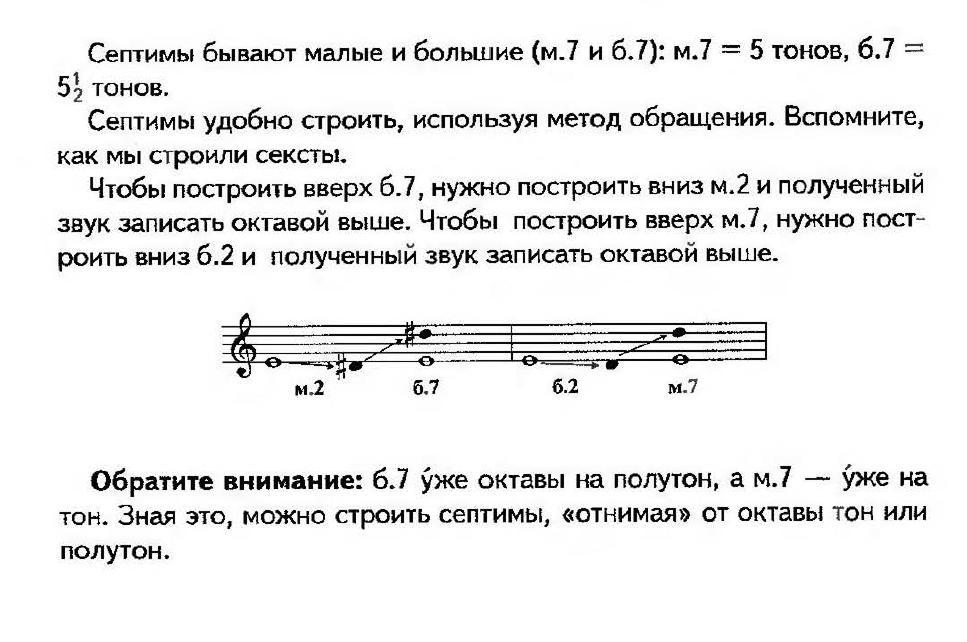 Септимы бывают малые и большие (м.7 и б.7): м.7 = 5 тонов, б.7 =
5½ тонов.
Септимы удобно строить, используя метод обращения. Вспомните,
как мы строили сексты.
Чтобы построить вверх б.7, нужно построить вниз м.2 и полученный
звук записать октавой выше. Чтобы построить вверх м.7, нужно пост-
роить вниз б.2 и полученный звук записать октавой выше.
м.2 б.7 б.2 м.7
Обратите внимание: б.7 у́же октавы на полутон, а м.7 — у́же на
тон. Зная это, можно строить септимы, «отнимая» от октавы тон или
полутон.